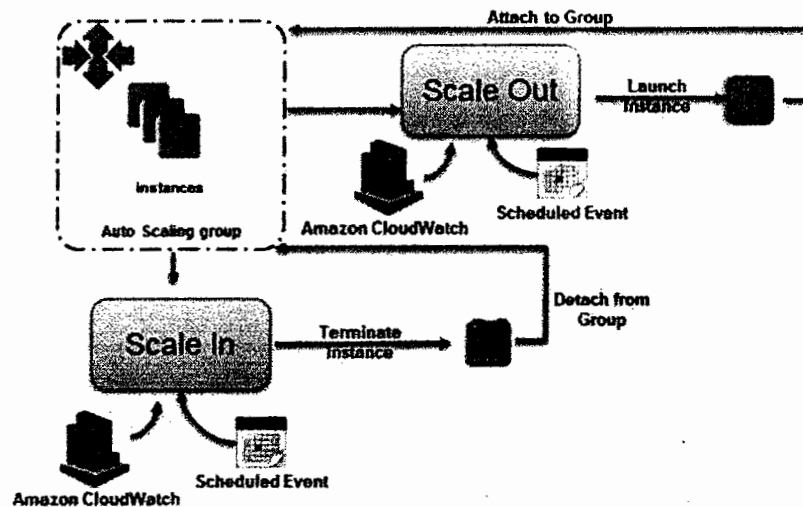 Attach to Group
Scale Out
Launch
Instance
instances
Auto Scaling group
Amazon CloudWatch
Scheduled Event
Detach from
Group
Scale In
Terminate
Instance
Amazon CloudWatch
Scheduled Event